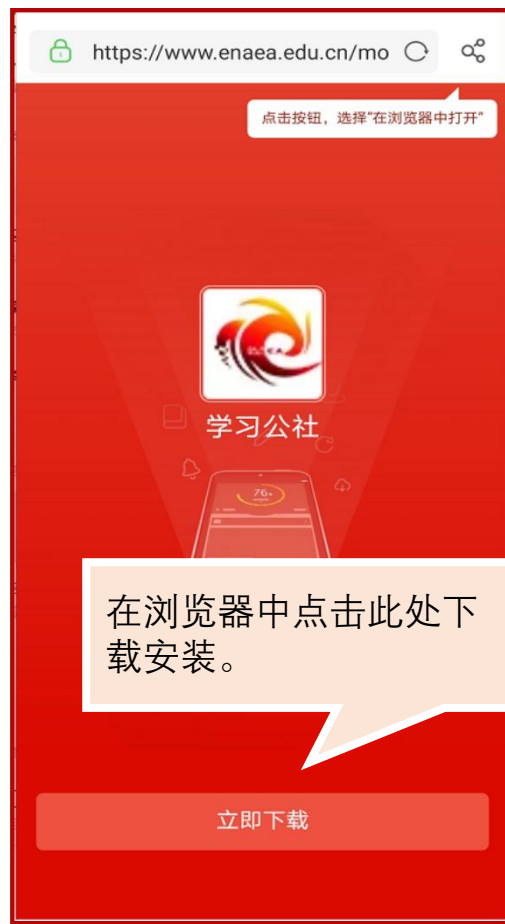 https://www.enaea.edu.cn/mo
点击按钮，选择“在浏览器中打开”
学习公社
76
在浏览器中点击此处下
载安装。
立即下载